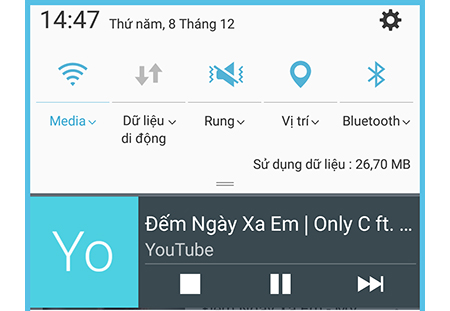 14:47 Thứ năm, 8 Tháng 12
Media Dữ liệu Rung Vị trí Bluetooth
di động
Sử dụng dữ liệu : 26,70 MB
Yo
Đếm Ngày Xa Em | Only C ft. ...
YouTube